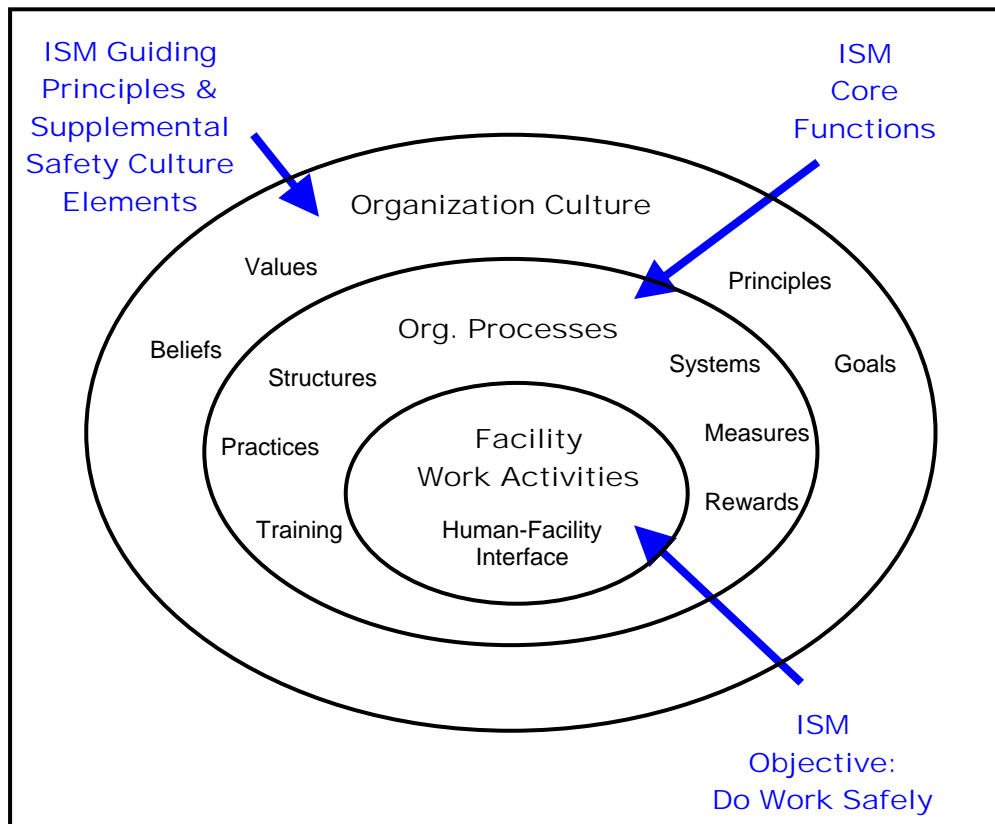 ISM Guiding
Principles &
Supplemental
Safety Culture
Elements
ISM
Core
Functions
Organization Culture
Values
Principles
Beliefs
Goals
Org. Processes
Structures
Systems
Practices
Measures
Training
Rewards
Facility
Work Activities
Human-Facility
Interface
ISM
Objective:
Do Work Safely